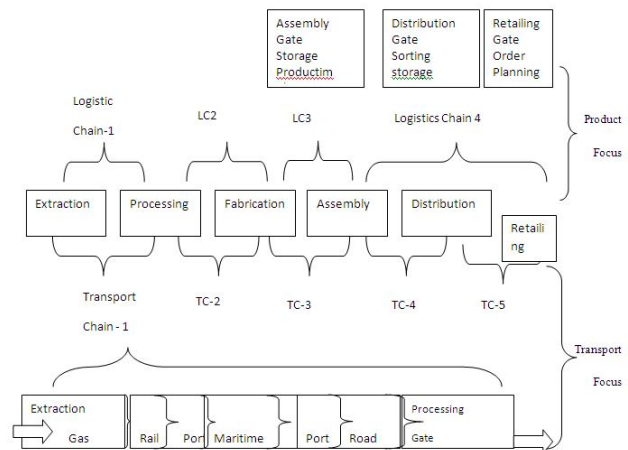 Assembly
Gate
Storage
Productim
Distribution
Gate
Sorting
storage
Retailing
Gate
Order
Planning
Logistic
Chain-1
LC2
LC3
Logistics Chain 4
Product
Focus
Extraction
Processing
Fabrication
Assembly
Distribution
Retaili
ng
Transport
Chain - 1
TC-2
TC-3
TC-4
TC-5
Transport
Focus
Extraction
Gas
Rail
Port
Maritime
Port
Road
Processing
Gate